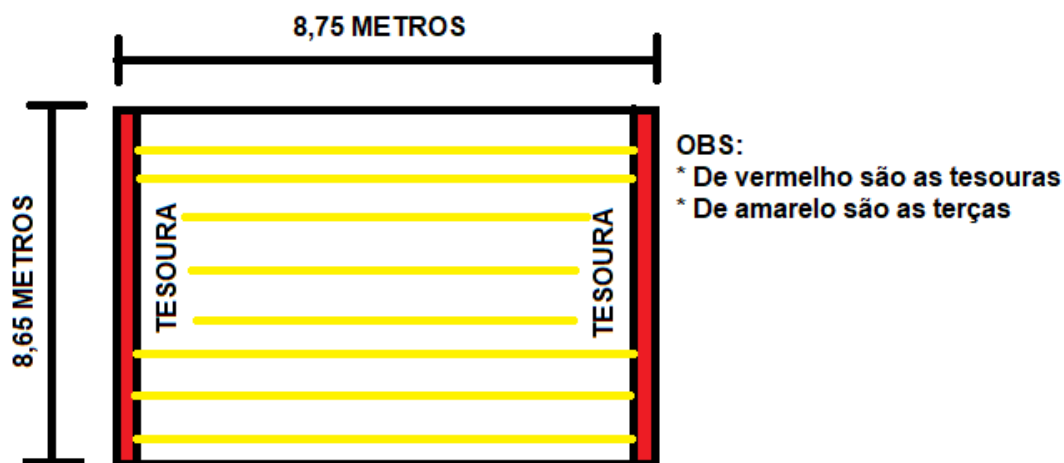 8,75 METROS
8,65 METROS
TESOURA
TESOURA
OBS:
* De vermelho são as tesouras
* De amarelo são as terças